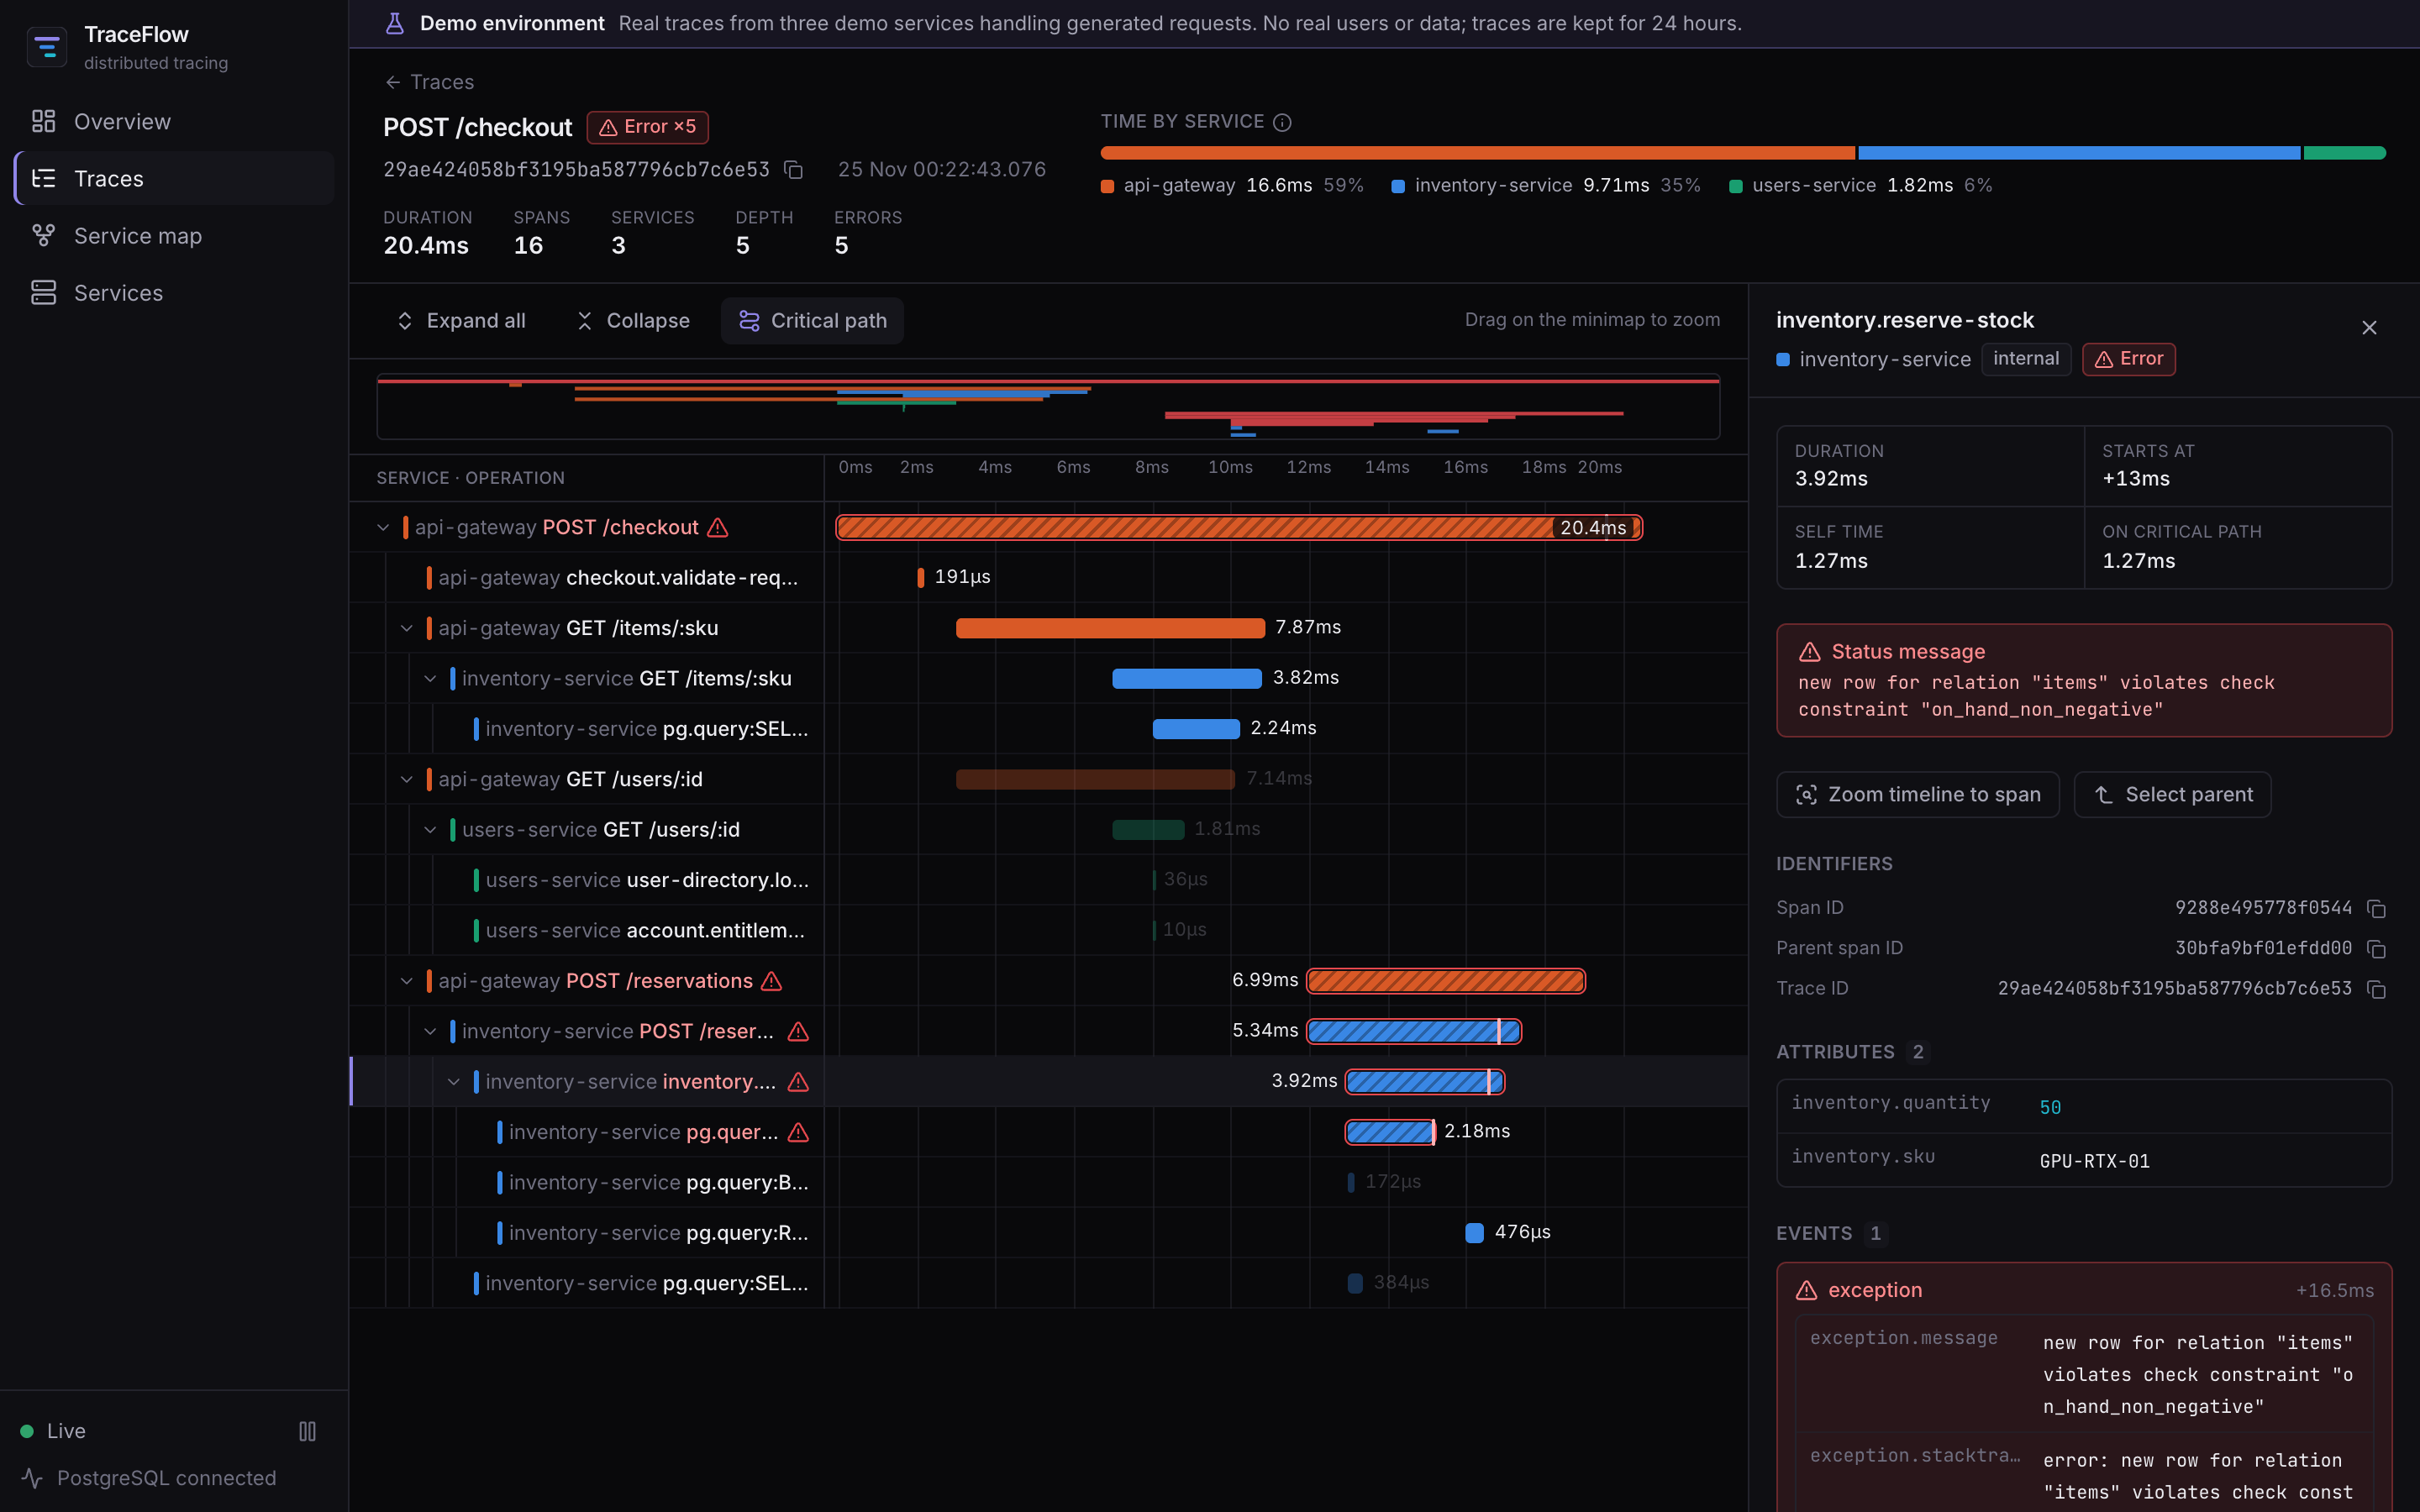 TraceFlow
distributed tracing
Overview
Traces
Service map
Services
Live
PostgreSQL connected
Demo environment Real traces from three demo services handling generated requests. No real users or data; traces are kept for 24 hours.
← Traces
POST /checkout Error ×5
29ae424058bf3195ba587796cb7c6e53 25 Nov 00:22:43.076
DURATION SPANS SERVICES DEPTH ERRORS
20.4ms 16 3 5 5
TIME BY SERVICE
api-gateway 16.6ms 59% inventory-service 9.71ms 35% users-service 1.82ms 6%
Expand all Collapse Critical path Drag on the minimap to zoom
SERVICE · OPERATION 0ms 2ms 4ms 6ms 8ms 10ms 12ms 14ms 16ms 18ms 20ms
api-gateway POST /checkout 20.4ms
api-gateway checkout.validate-req... 191µs
api-gateway GET /items/:sku 7.87ms
inventory-service GET /items/:sku 3.82ms
inventory-service pg.query:SEL... 2.24ms
api-gateway GET /users/:id 7.14ms
users-service GET /users/:id 1.81ms
users-service user-directory.lo... 36µs
users-service account.entitlem... 10µs
api-gateway POST /reservations 6.99ms
inventory-service POST /reser... 5.34ms
inventory-service inventory.... 3.92ms
inventory-service pg.quer... 2.18ms
inventory-service pg.query:B... 172µs
inventory-service pg.query:R... 476µs
inventory-service pg.query:SEL... 384µs
inventory.reserve-stock
inventory-service internal Error
DURATION STARTS AT
3.92ms +13ms
SELF TIME ON CRITICAL PATH
1.27ms 1.27ms
Status message
new row for relation "items" violates check
constraint "on_hand_non_negative"
Zoom timeline to span Select parent
IDENTIFIERS
Span ID 9288e495778f0544
Parent span ID 30bfa9bf01efdd00
Trace ID 29ae424058bf3195ba587796cb7c6e53
ATTRIBUTES 2
inventory.quantity 50
inventory.sku GPU-RTX-01
EVENTS 1
exception +16.5ms
exception.message new row for relation "items"
violates check constraint "o
n_hand_non_negative"
exception.stacktra… error: new row for relation
"items" violates check const